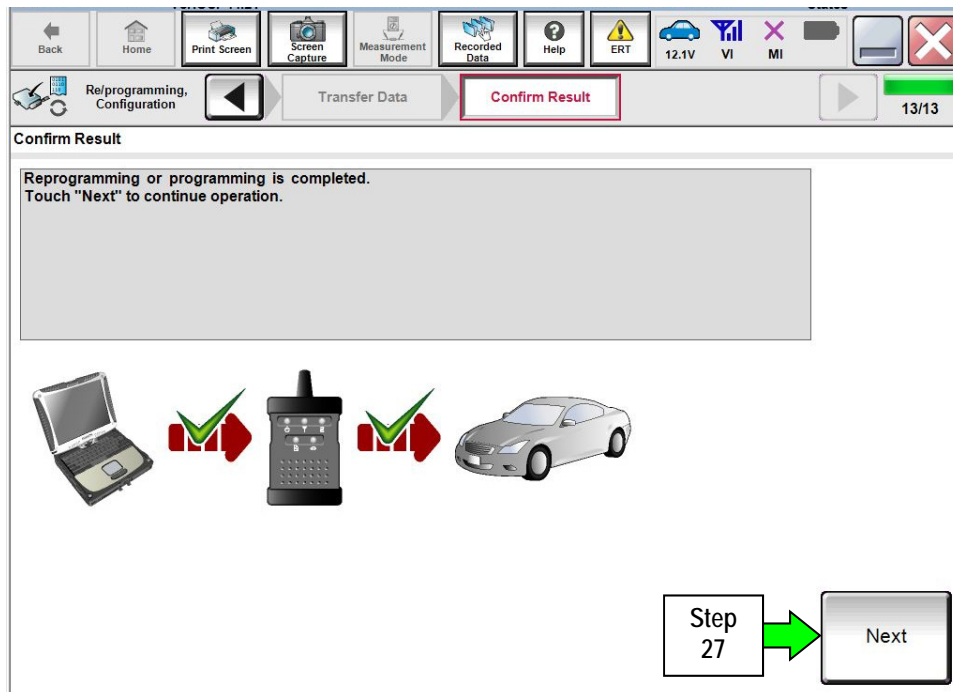 Back
Home
Print Screen
Screen
Capture
Measurement
Mode
Recorded
Data
Help
ERT
12.1V
VI
MI
Re/programming,
Configuration
Transfer Data
Confirm Result
13/13
Confirm Result
Reprogramming or programming is completed.
Touch "Next" to continue operation.
Step
27
Next